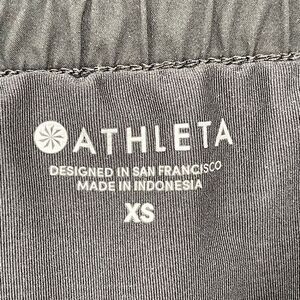 ATHLETA
DESIGNED IN SAN FRANCISCO
MADE IN INDONESIA
XS